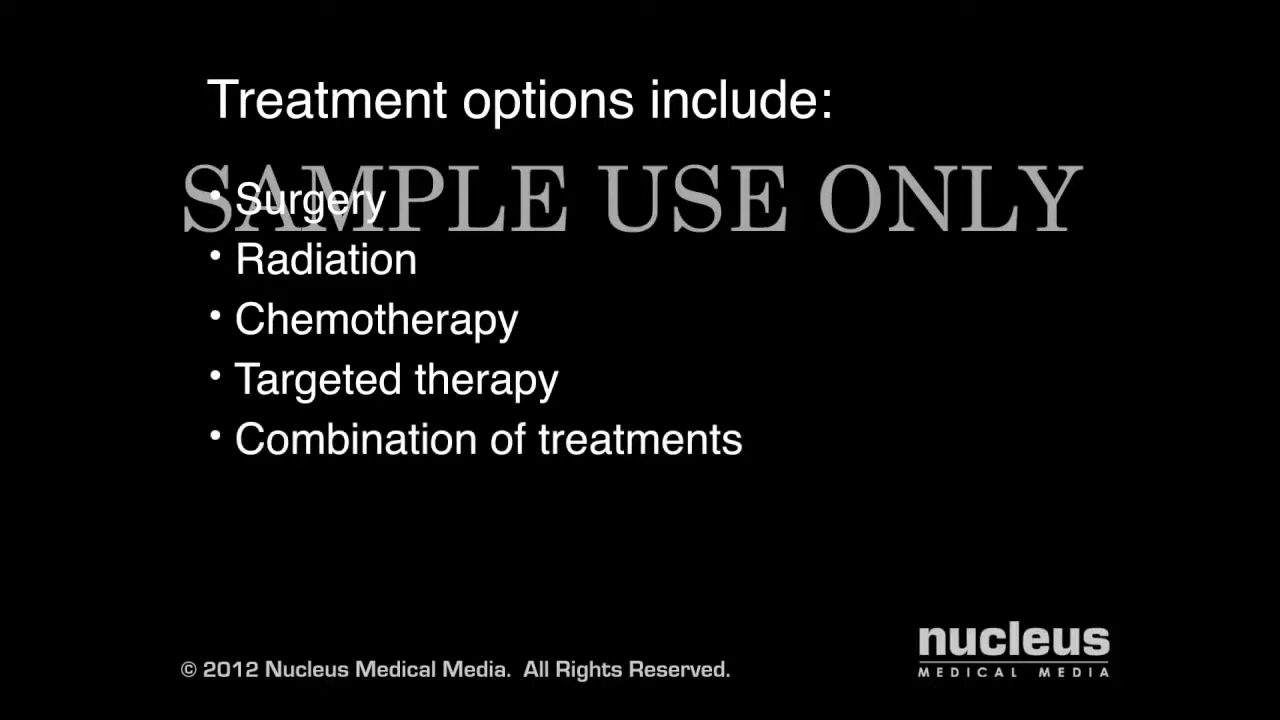 Treatment options include:
SAMPLE USE ONLY
• Surgery
• Radiation
• Chemotherapy
• Targeted therapy
• Combination of treatments
nucleus
MEDICAL MEDIA
© 2012 Nucleus Medical Media. All Rights Reserved.